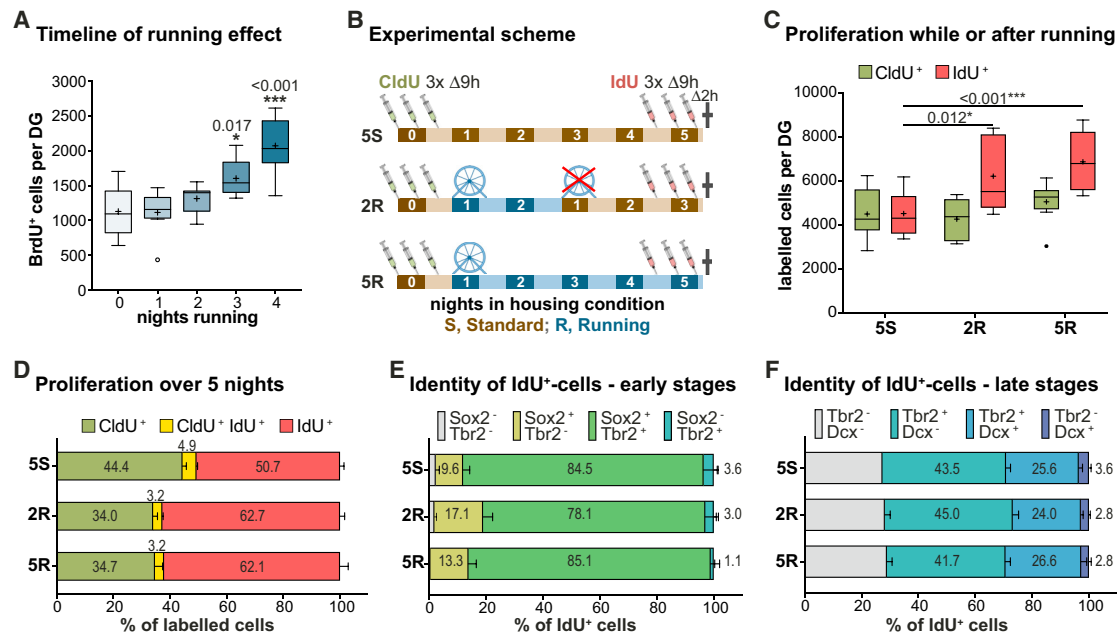 A Timeline of running effect
BrdU⁺ cells per DG
3000
2500
2000
1500
1000
500
0
<0.001
***
0.017
*
0 1 2 3 4
nights running
B Experimental scheme
CldU 3x Δ9h IdU 3x Δ9h
Δ2h
5S 0 1 2 3 4 5
2R 0 1 2 1 2 3
5R 0 1 2 3 4 5
nights in housing condition
S, Standard; R, Running
C Proliferation while or after running
CldU⁺ IdU⁺
labelled cells per DG
10000
8000
6000
4000
2000
0
<0.001***
0.012*
5S 2R 5R
D Proliferation over 5 nights
CldU⁺ CldU⁺ IdU⁺ IdU⁺
4.9
5S 44.4 50.7
3.2
2R 34.0 62.7
3.2
5R 34.7 62.1
0 20 40 60 80 100
% of labelled cells
E Identity of IdU⁺-cells - early stages
Sox2⁻ Sox2⁺ Sox2⁺ Sox2⁻
Tbr2⁻ Tbr2⁻ Tbr2⁺ Tbr2⁺
5S 9.6 84.5 3.6
2R 17.1 78.1 3.0
5R 13.3 85.1 1.1
0 20 40 60 80 100
% of IdU⁺ cells
F Identity of IdU⁺-cells - late stages
Tbr2⁻ Tbr2⁺ Tbr2⁺ Tbr2⁻
Dcx⁻ Dcx⁻ Dcx⁺ Dcx⁺
5S 43.5 25.6 3.6
2R 45.0 24.0 2.8
5R 41.7 26.6 2.8
0 20 40 60 80 100
% of IdU⁺ cells